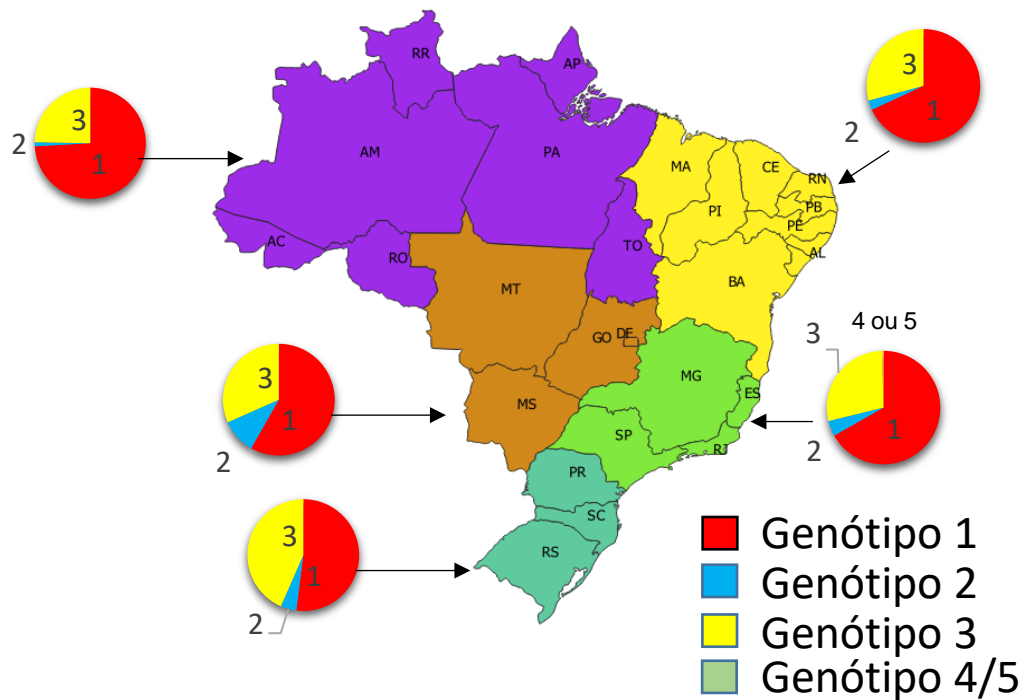 RR
AP
3
1
2
3
2
1
AM
PA
MA
CE
RN
PB
PI
PE
AL
AC
RO
TO
BA
MT
GO
DF
3
4 ou 5
3
1
2
MS
MG
ES
1
2
SP
RJ
PR
SC
RS
3
1
2
Genótipo 1
Genótipo 2
Genótipo 3
Genótipo 4/5